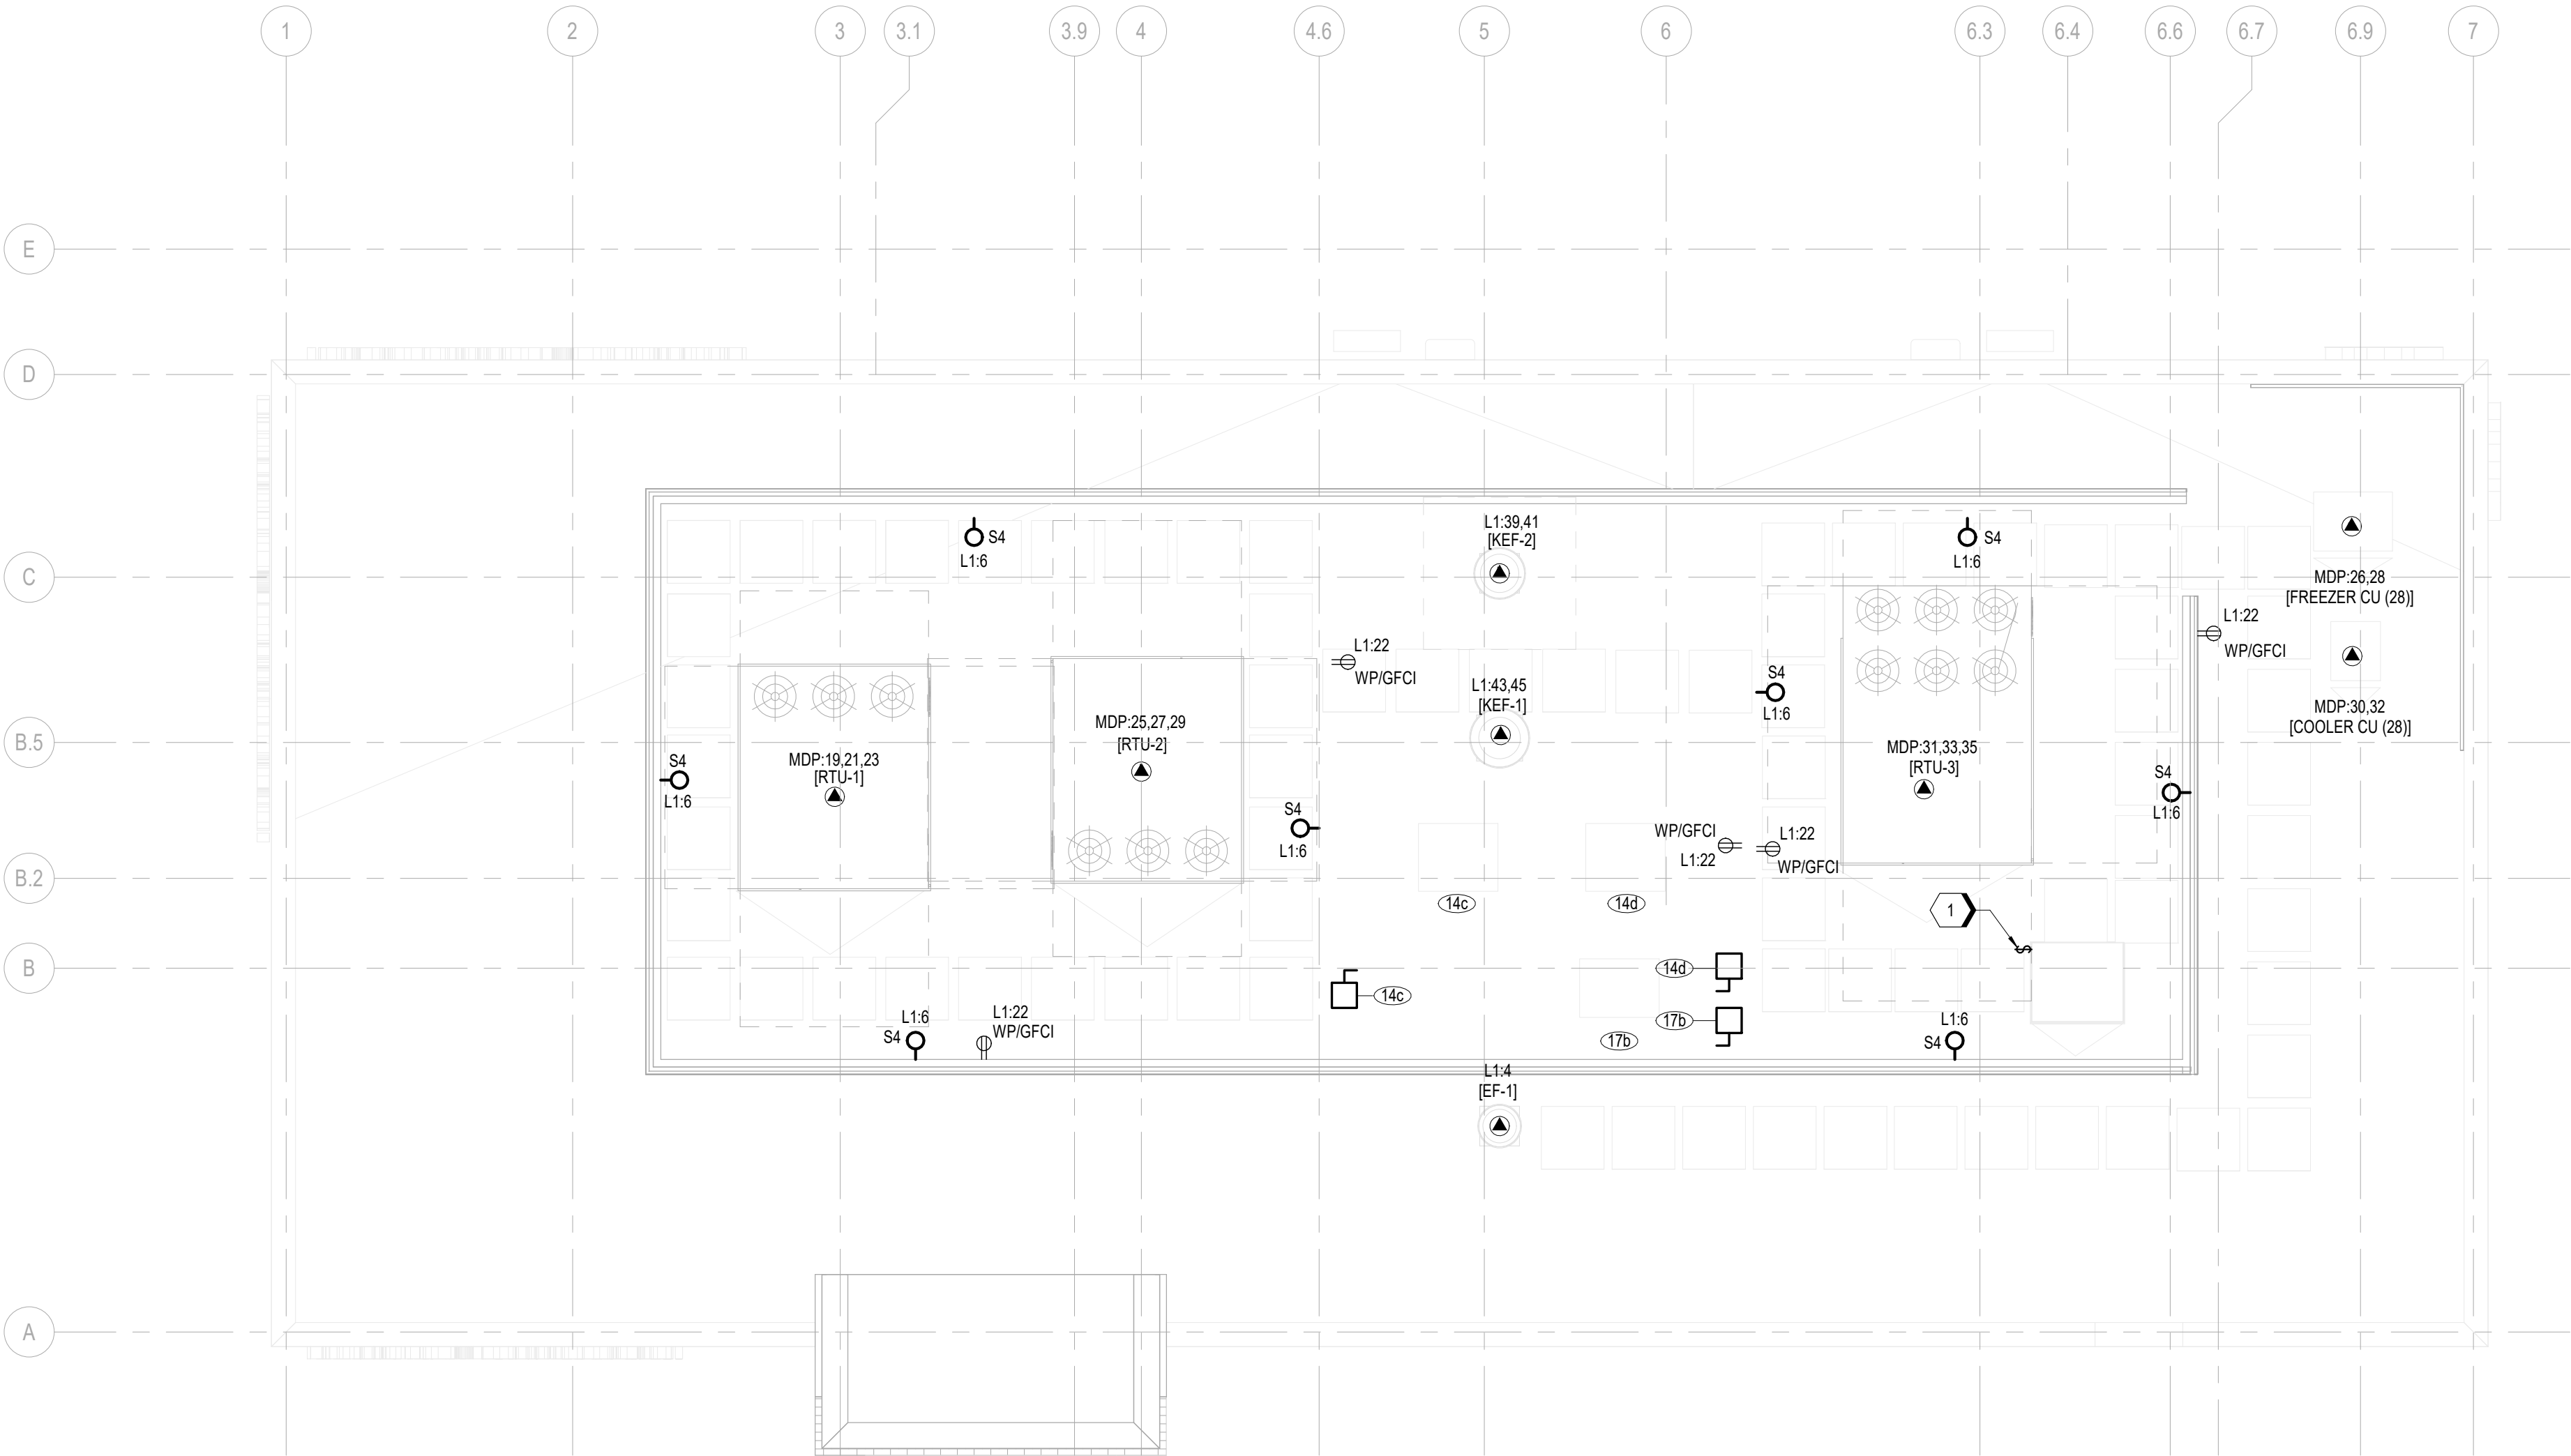 1
2
3
3.1
3.9
4
4.6
5
6
6.3
6.4
6.6
6.7
6.9
7
E
D
C
B.5
B.2
B
A
S4
L1:6
L1:39,41
[KEF-2]
S4
L1:6
MDP:26,28
[FREEZER CU (28)]
L1:22
WP/GFCI
L1:22
WP/GFCI
L1:43,45
[KEF-1]
S4
L1:6
MDP:30,32
[COOLER CU (28)]
MDP:25,27,29
[RTU-2]
MDP:19,21,23
[RTU-1]
S4
L1:6
MDP:31,33,35
[RTU-3]
S4
L1:6
S4
L1:6
WP/GFCI
L1:22
L1:22
WP/GFCI
14c
14d
1
$
14d
14c
17b
17b
L1:6
S4
L1:22
WP/GFCI
L1:6
S4
L1:4
[EF-1]